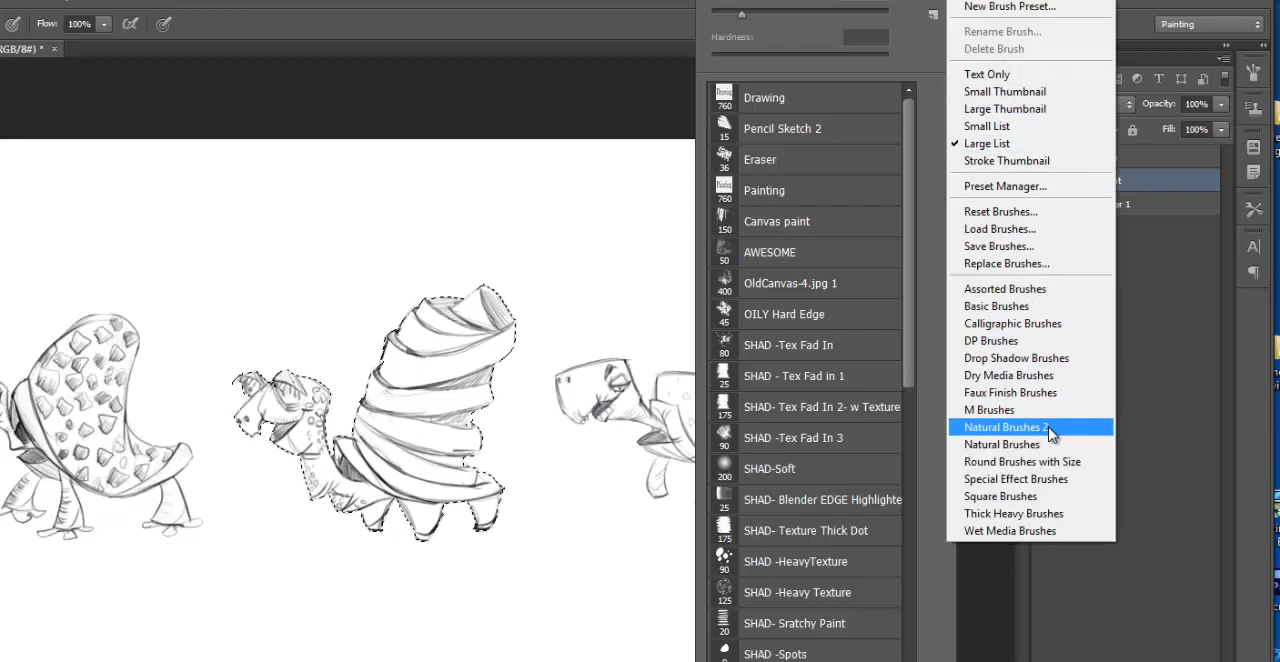 Flow: 100%
RGB/8#) * ×
Hardness:
Drawing
760
Pencil Sketch 2
15
Eraser
36
Painting
760
Canvas paint
150
AWESOME
50
OldCanvas-4.jpg 1
400
OILY Hard Edge
45
SHAD -Tex Fad In
80
SHAD - Tex Fad in 1
25
SHAD- Tex Fad In 2- w Texture
175
SHAD -Tex Fad In 3
90
SHAD-Soft
200
SHAD- Blender EDGE Highlighte
25
SHAD- Texture Thick Dot
175
SHAD -HeavyTexture
90
SHAD -Heavy Texture
125
SHAD- Sratchy Paint
20
SHAD -Spots
New Brush Preset...
Rename Brush...
Delete Brush
Text Only
Small Thumbnail
Large Thumbnail
Small List
Large List
Stroke Thumbnail
Preset Manager...
Reset Brushes...
Load Brushes...
Save Brushes...
Replace Brushes...
Assorted Brushes
Basic Brushes
Calligraphic Brushes
DP Brushes
Drop Shadow Brushes
Dry Media Brushes
Faux Finish Brushes
M Brushes
Natural Brushes 2
Natural Brushes
Round Brushes with Size
Special Effect Brushes
Square Brushes
Thick Heavy Brushes
Wet Media Brushes
Painting
Opacity: 100%
Fill: 100%
t
r 1